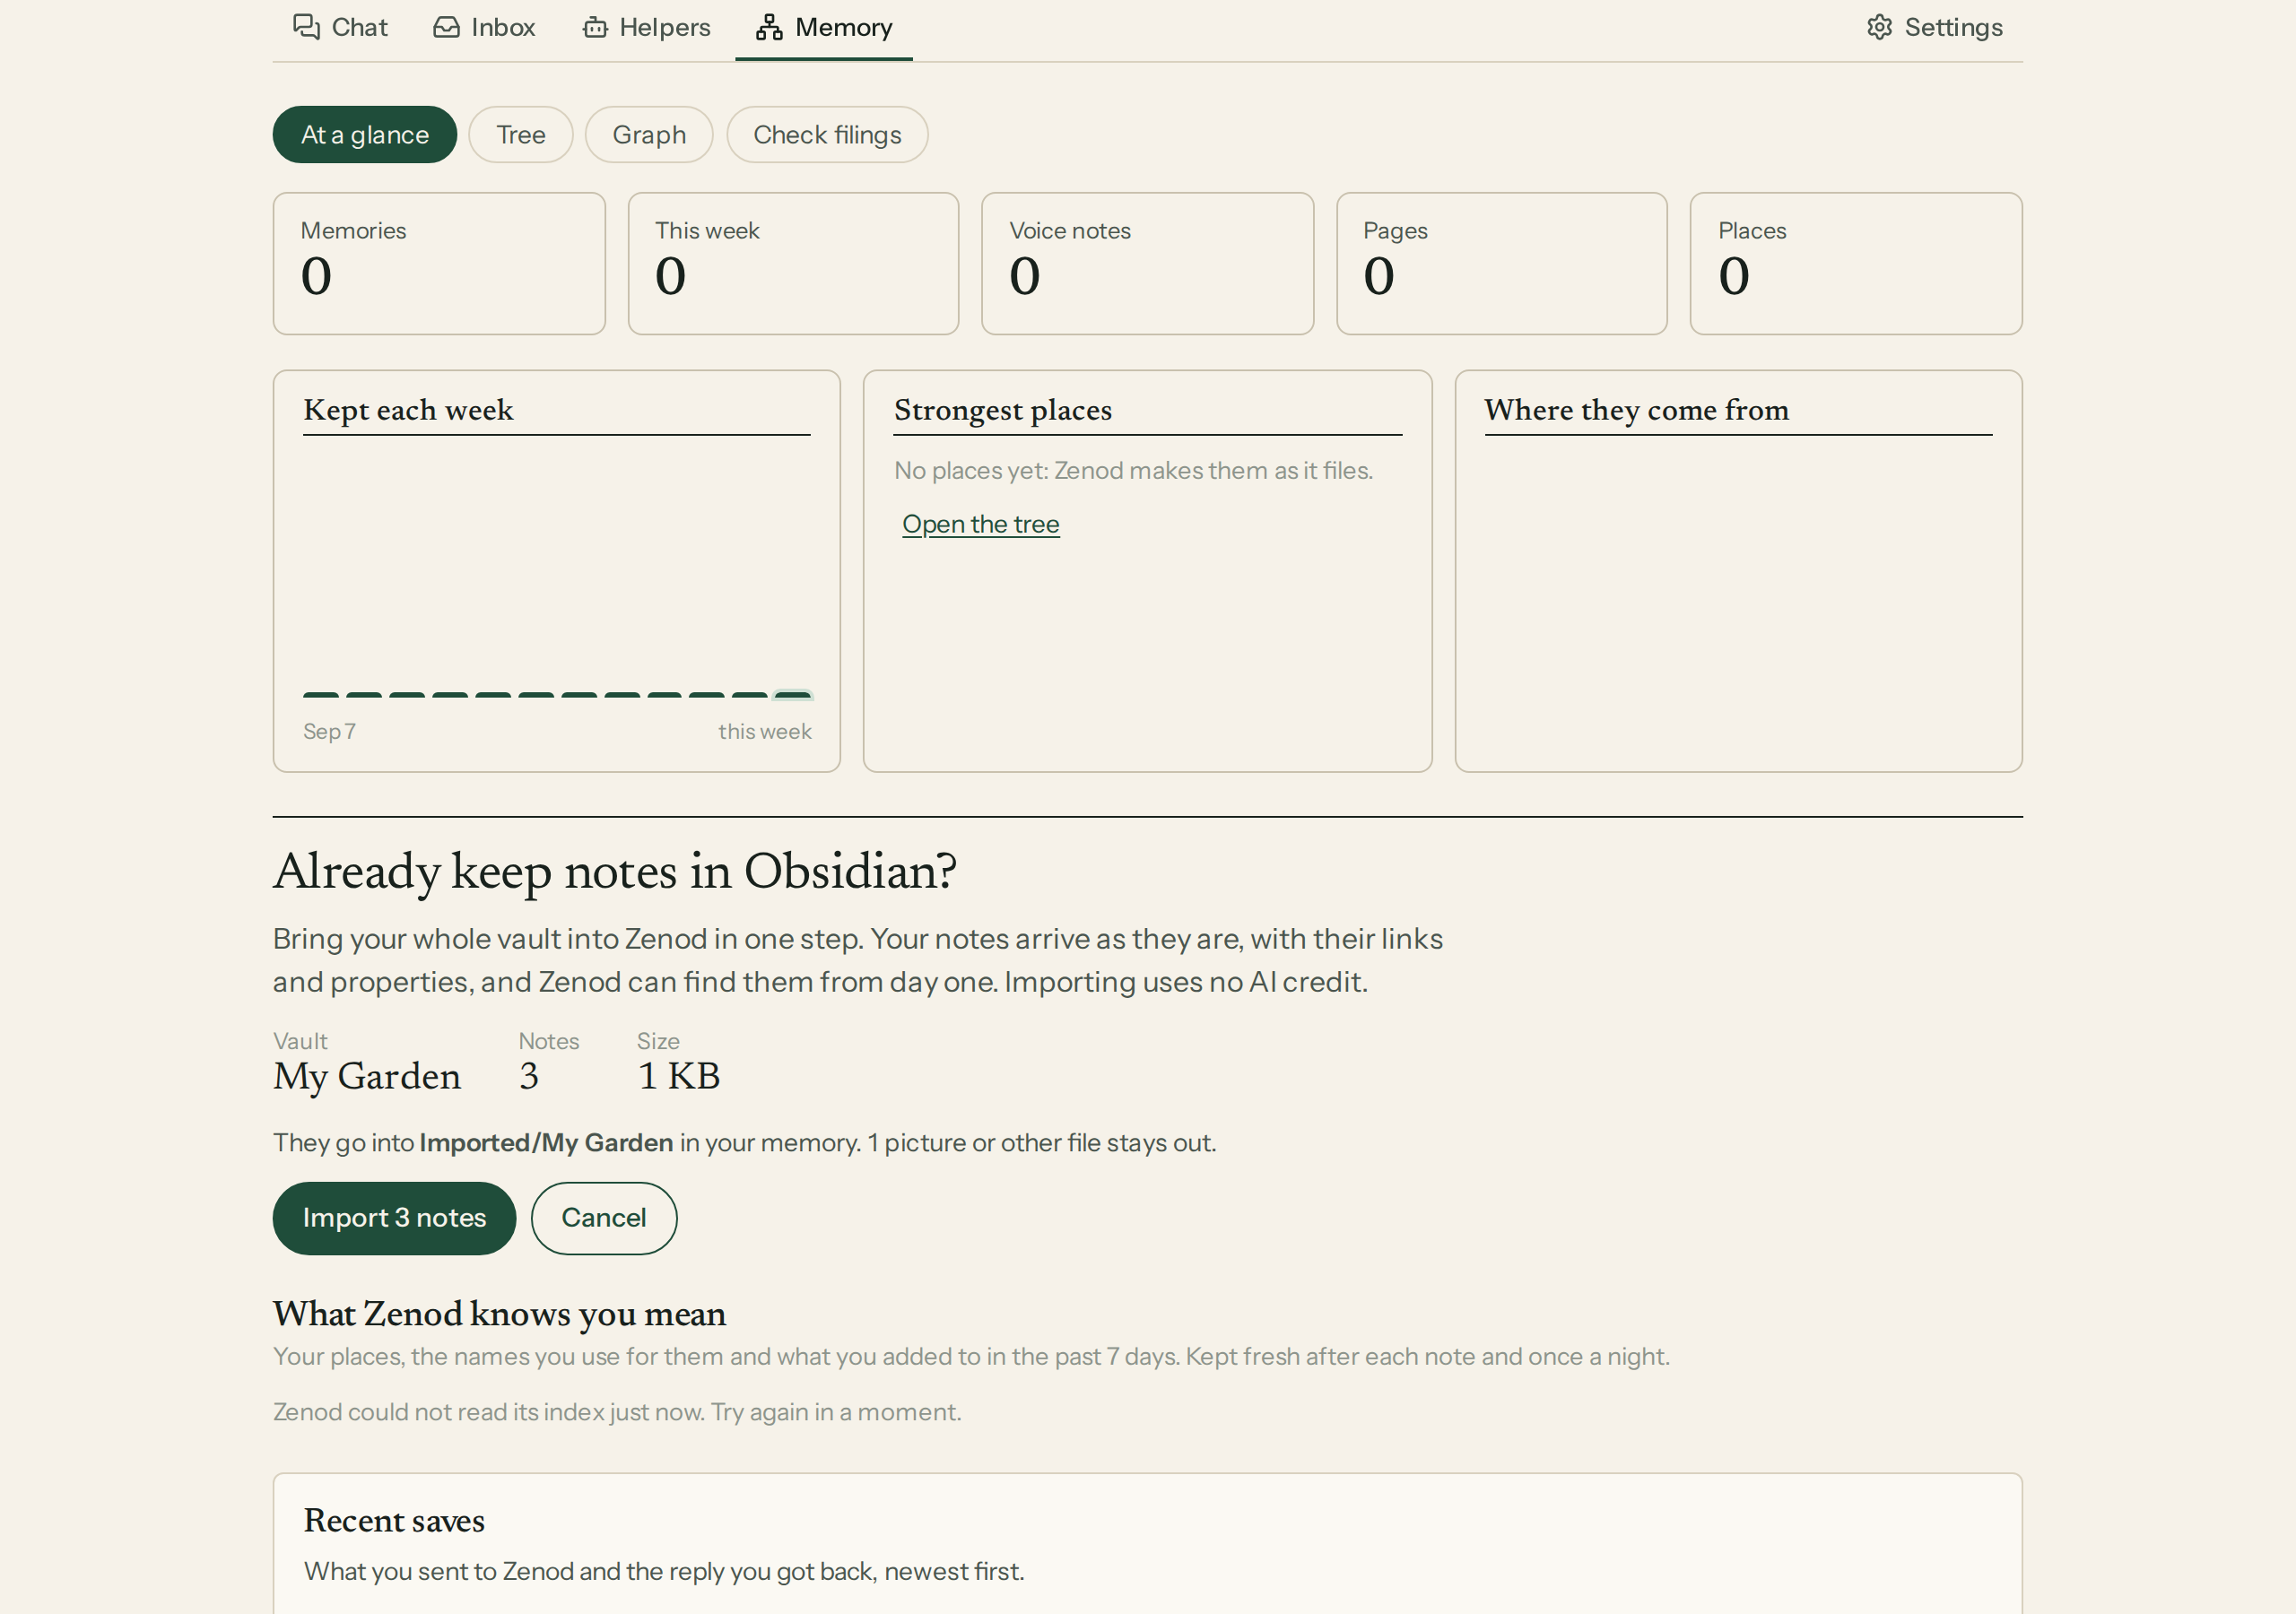 Chat Inbox Helpers Memory Settings
At a glance Tree Graph Check filings
Memories This week Voice notes Pages Places
0 0 0 0 0
Kept each week Strongest places Where they come from
No places yet: Zenod makes them as it files.
Open the tree
Sep 7 this week
Already keep notes in Obsidian?
Bring your whole vault into Zenod in one step. Your notes arrive as they are, with their links
and properties, and Zenod can find them from day one. Importing uses no AI credit.
Vault Notes Size
My Garden 3 1 KB
They go into Imported/My Garden in your memory. 1 picture or other file stays out.
Import 3 notes Cancel
What Zenod knows you mean
Your places, the names you use for them and what you added to in the past 7 days. Kept fresh after each note and once a night.
Zenod could not read its index just now. Try again in a moment.
Recent saves
What you sent to Zenod and the reply you got back, newest first.